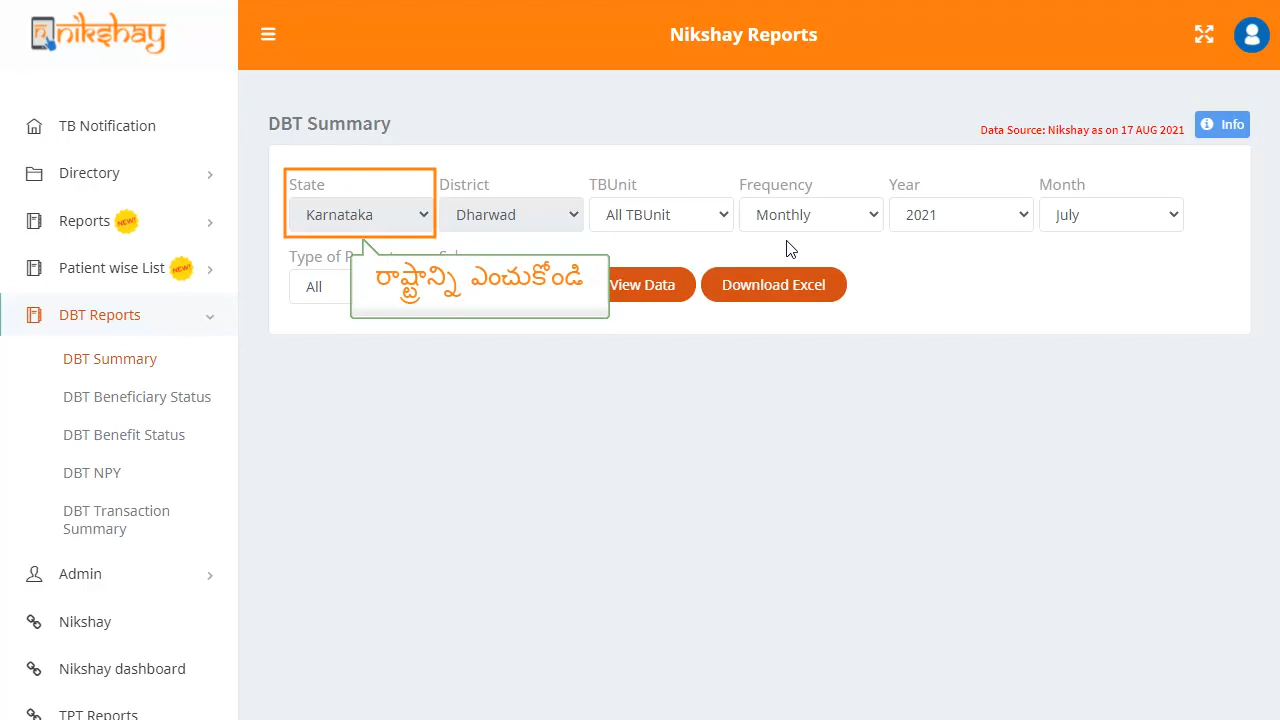 nikshay
Nikshay Reports
TB Notification
Directory
Reports NEW!
Patient wise List NEW!
DBT Reports
DBT Summary
DBT Beneficiary Status
DBT Benefit Status
DBT NPY
DBT Transaction
Summary
Admin
Nikshay
Nikshay dashboard
TPT Reports
DBT Summary
Data Source: Nikshay as on 17 AUG 2021
Info
State District TBUnit Frequency Year Month
Karnataka Dharwad All TBUnit Monthly 2021 July
Type of
All
రాష్ట్రాన్ని ఎంచుకోండి
View Data Download Excel